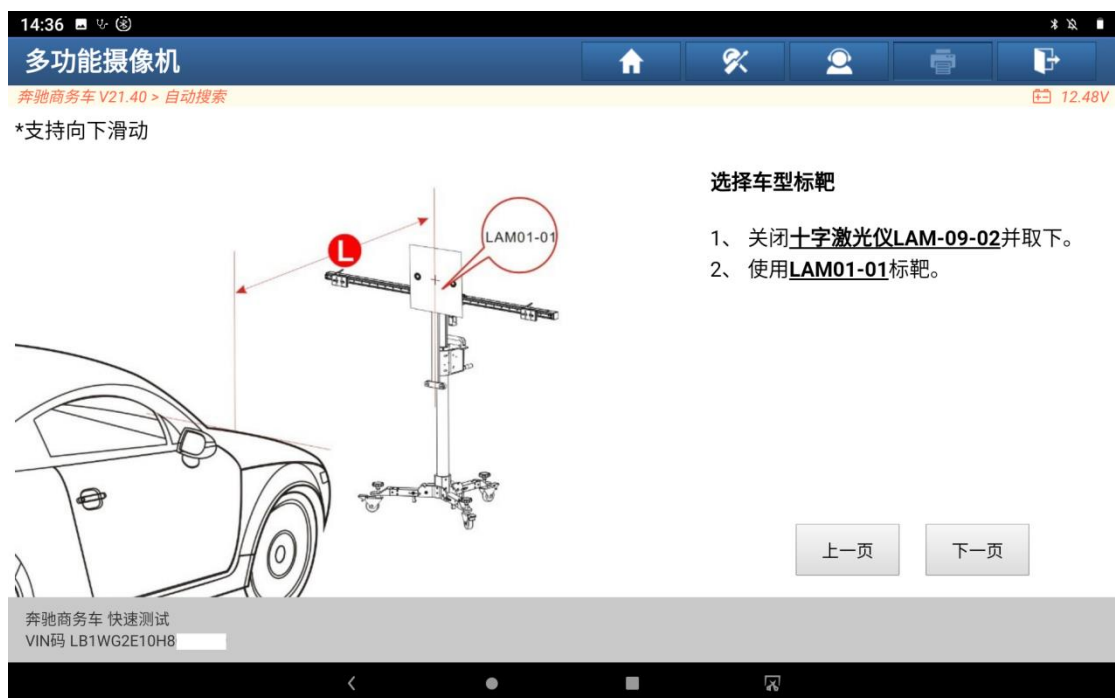 14:36
多功能摄像机
奔驰商务车 V21.40 > 自动搜索
12.48V
*支持向下滑动
L
LAM01-01
选择车型标靶
1、 关闭十字激光仪LAM-09-02并取下。
2、 使用LAM01-01标靶。
上一页
下一页
奔驰商务车 快速测试
VIN码 LB1WG2E10H8